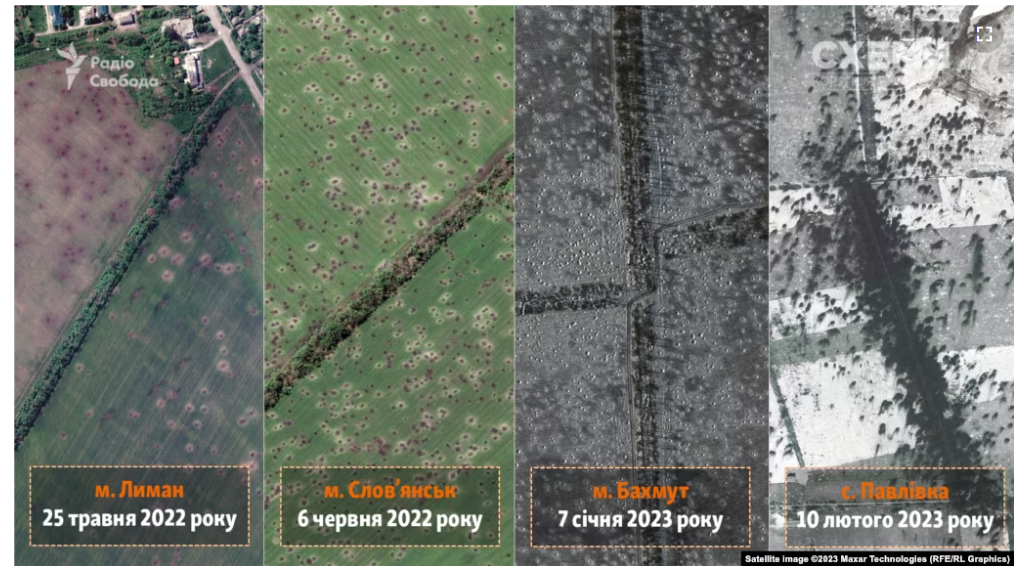 Радіо
Свобода
СХЕМИ
м. Лиман
25 травня 2022 року
м. Слов’янськ
6 червня 2022 року
м. Бахмут
7 січня 2023 року
с. Павлівка
10 лютого 2023 року
Satellite Image ©2023 Maxar Technologies (RFE/RL Graphics)